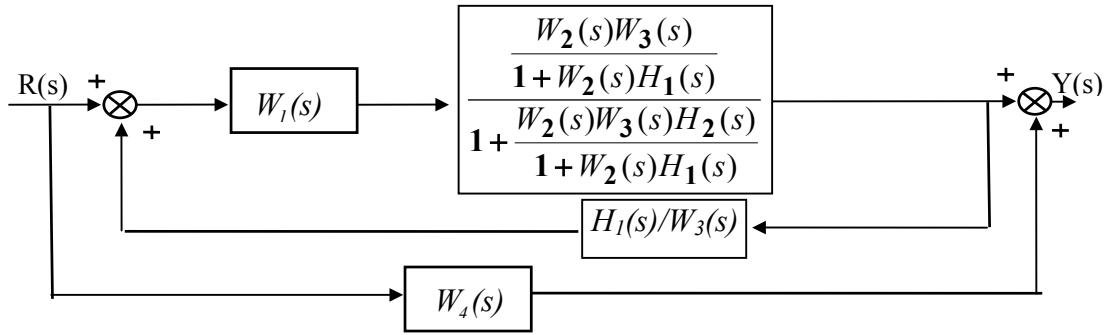 R(s)
+
+
W₁(s)
W₂(s)W₃(s)
1+W₂(s)H₁(s)
1+ W₂(s)W₃(s)H₂(s)
1+W₂(s)H₁(s)
+
+
Y(s)
H₁(s)/W₃(s)
W₄(s)